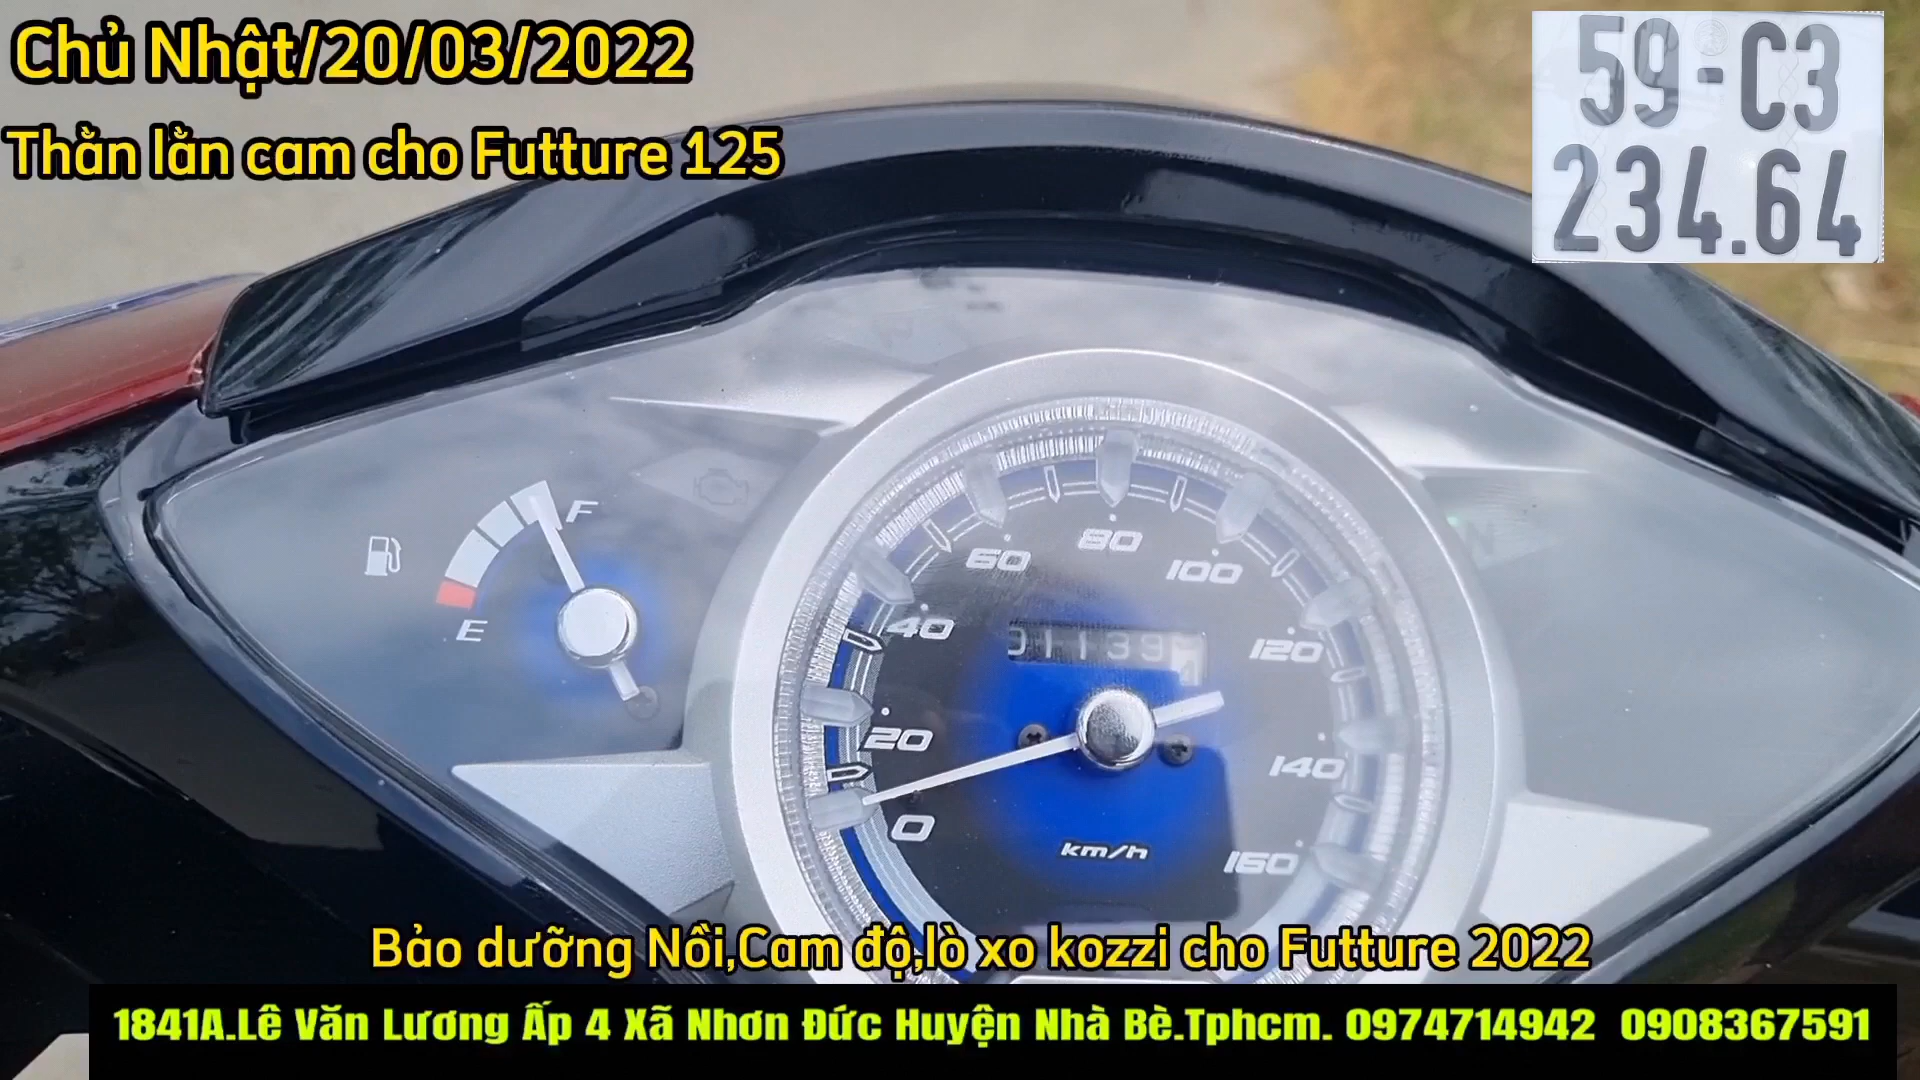 Chủ Nhật/20/03/2022
59-C3
234.64
Thằn lằn cam cho Futture 125
F
E
0
20
40
60
80
100
120
140
160
01139
km/h
Bảo dưỡng Nồi,Cam độ,lò xo kozzi cho Futture 2022
1841A.Lê Văn Lương Ấp 4 Xã Nhơn Đức Huyện Nhà Bè.Tphcm. 0974714942 0908367591